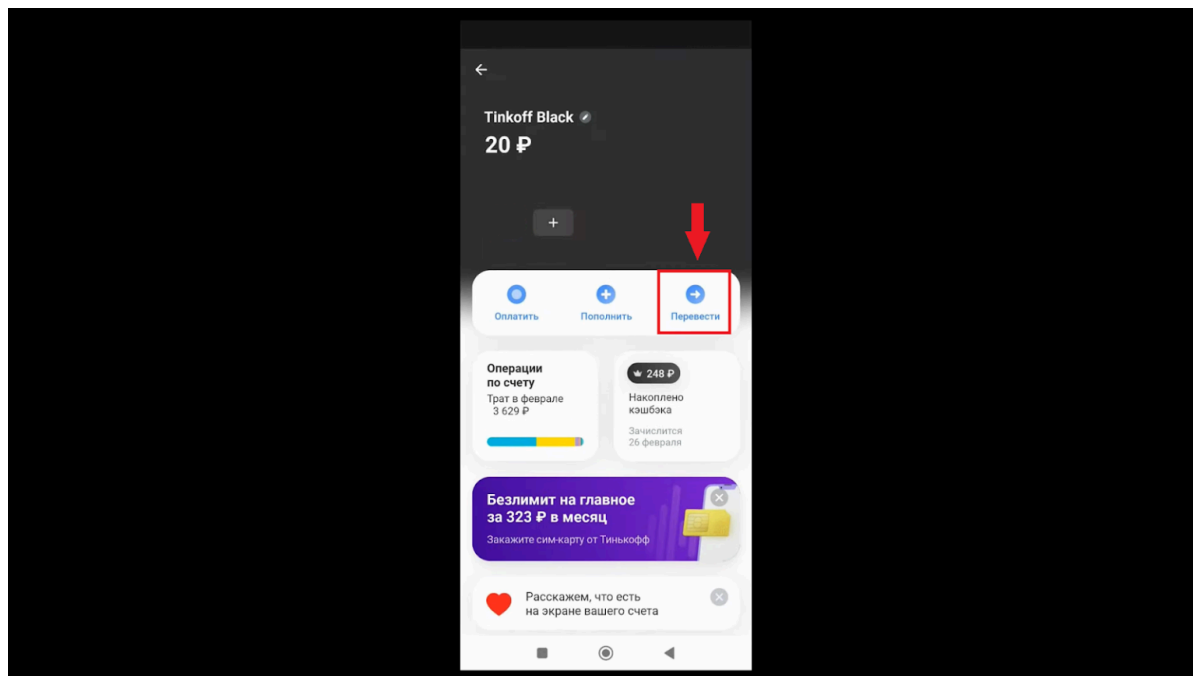 Tinkoff Black
20 ₽
+
Оплатить
Пополнить
Перевести
Операции
по счету
Трат в феврале
3 629 ₽
248 ₽
Накоплено
кэшбэка
Зачислится
26 февраля
Безлимит на главное
за 323 ₽ в месяц
Закажите сим-карту от Тинькофф
Расскажем, что есть
на экране вашего счета